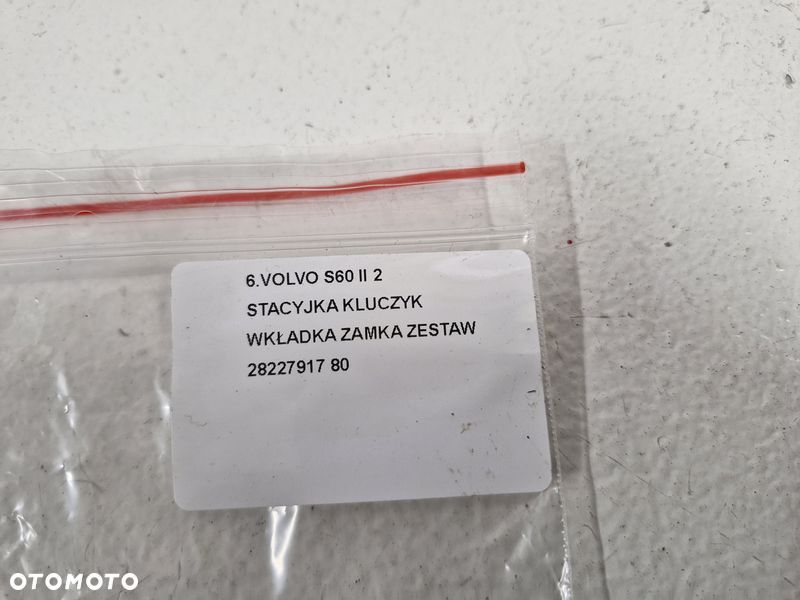 6.VOLVO S60 II 2
STACYJKA KLUCZYK
WKŁADKA ZAMKA ZESTAW
28227917 80
OTOMOTO